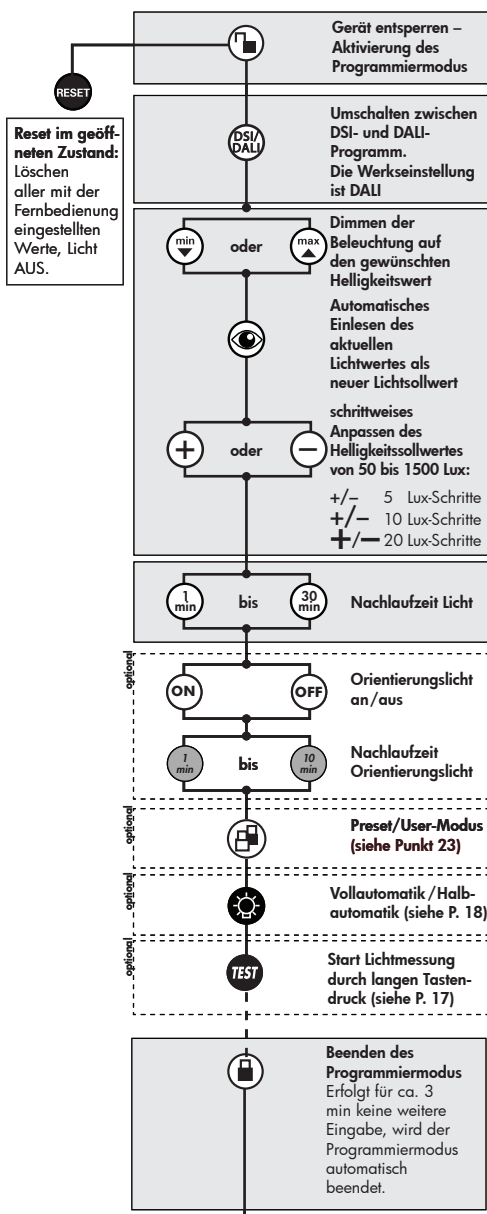 Gerät entsperren –
Aktivierung des
Programmiermodus
RESET
Reset im geöff-
neten Zustand:
Löschen
aller mit der
Fernbedienung
eingestellten
Werte, Licht
AUS.
DSI/
DALI
Umschalten zwischen
DSI- und DALI-
Programm.
Die Werkseinstellung
ist DALI
min
oder
max
Dimmen der
Beleuchtung auf
den gewünschten
Helligkeitswert
Automatisches
Einlesen des
aktuellen
Lichtwertes als
neuer Lichtsollwert
+
oder
–
schrittweises
Anpassen des
Helligkeitssollwertes
von 50 bis 1500 Lux:
+/– 5 Lux-Schritte
+/– 10 Lux-Schritte
+/– 20 Lux-Schritte
1
min
bis
30
min
Nachlaufzeit Licht
optional
ON
OFF
Orientierungslicht
an/aus
1
min
bis
10
min
Nachlaufzeit
Orientierungslicht
optional
Preset/User-Modus
(siehe Punkt 23)
optional
Vollautomatik/Halb-
automatik (siehe P. 18)
optional
TEST
Start Lichtmessung
durch langen Tasten-
druck (siehe P. 17)
Beenden des
Programmiermodus
Erfolgt für ca. 3
min keine weitere
Eingabe, wird der
Programmiermodus
automatisch
beendet.